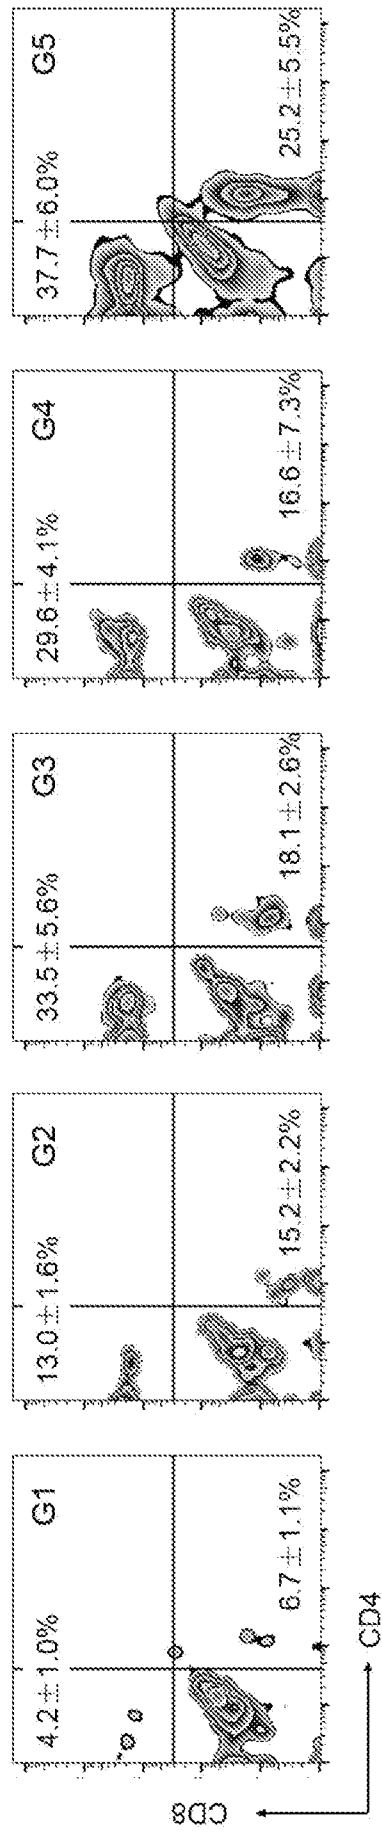 G1
4.2±1.0%
6.7±1.1%
G2
13.0±1.6%
15.2±2.2%
G3
33.5±5.6%
18.1±2.6%
G4
29.6±4.1%
16.6±7.3%
G5
37.7±6.0%
25.2±5.5%
CD8
CD4